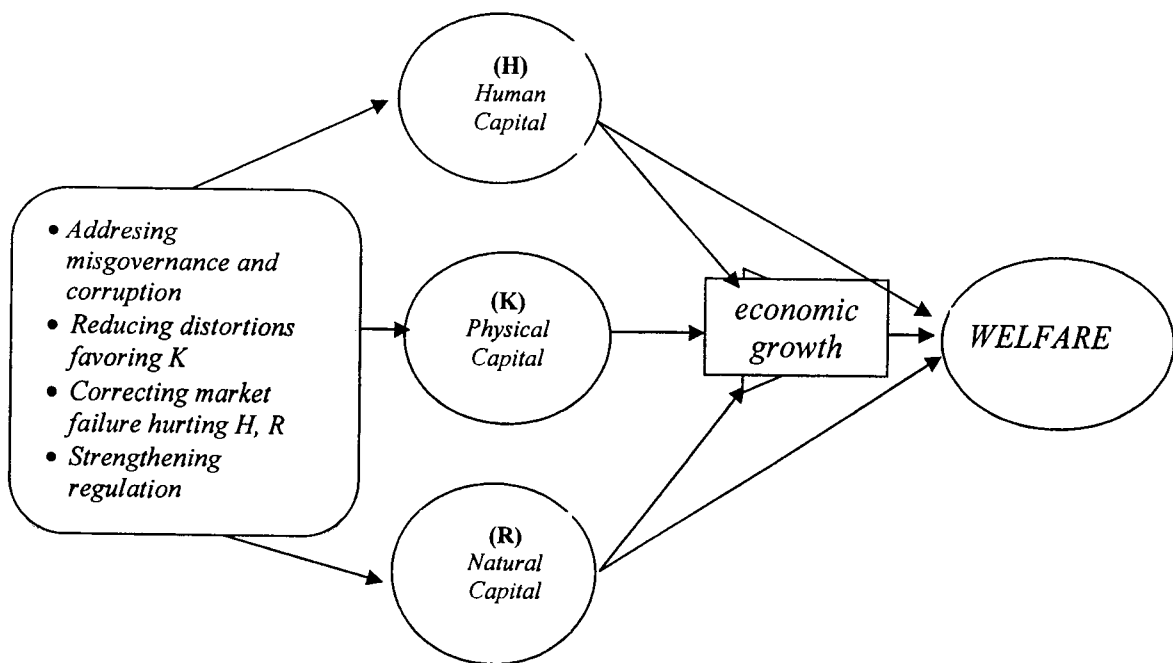 • Addresing
misgovernance and
corruption
• Reducing distortions
favoring K
• Correcting market
failure hurting H, R
• Strengthening
regulation
(H)
Human
Capital
(K)
Physical
Capital
(R)
Natural
Capital
economic
growth
WELFARE